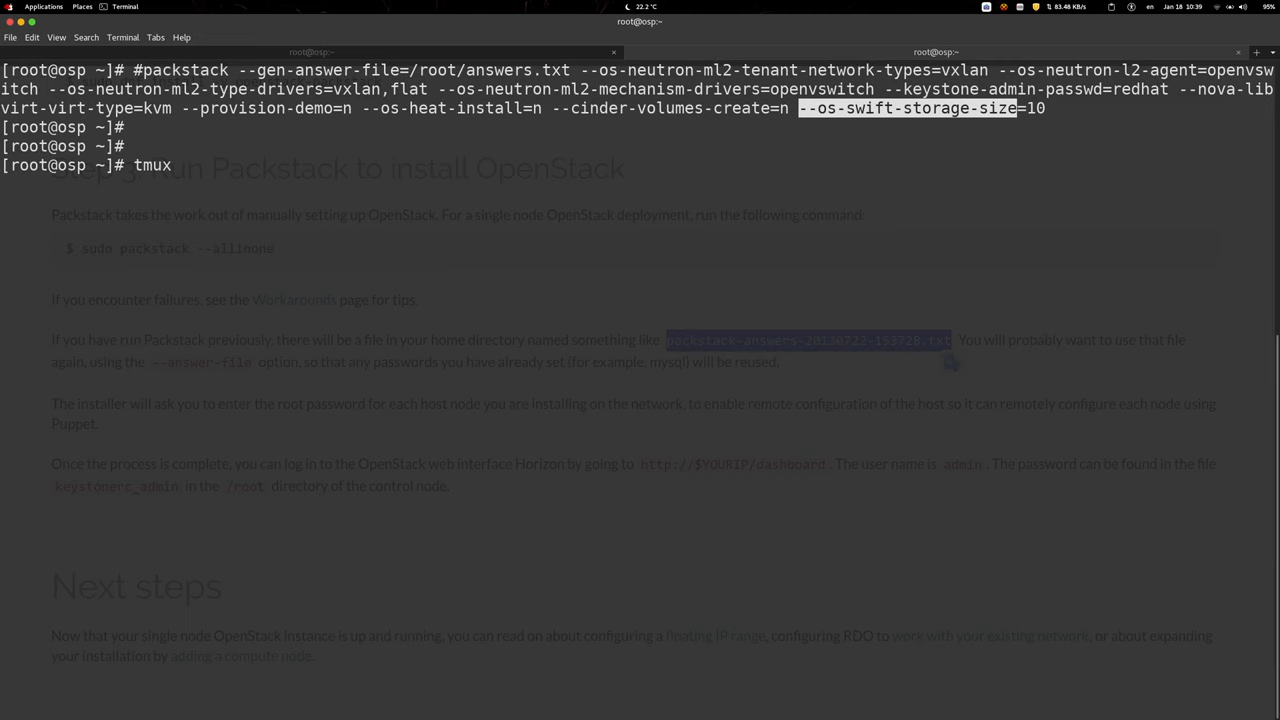 Applications Places Terminal 22.2 °C 83.48 KB/s en Jan 18 10:39 95%
root@osp:~
File Edit View Search Terminal Tabs Help
root@osp:~ × root@osp:~ ×
[root@osp ~]# #packstack --gen-answer-file=/root/answers.txt --os-neutron-ml2-tenant-network-types=vxlan --os-neutron-l2-agent=openvsw
itch --os-neutron-ml2-type-drivers=vxlan,flat --os-neutron-ml2-mechanism-drivers=openvswitch --keystone-admin-passwd=redhat --nova-lib
virt-virt-type=kvm --provision-demo=n --os-heat-install=n --cinder-volumes-create=n --os-swift-storage-size=10
[root@osp ~]#
[root@osp ~]#
[root@osp ~]# tmux
Step 3: Run Packstack to install OpenStack
Packstack takes the work out of manually setting up OpenStack. For a single node OpenStack deployment, run the following command:
$ sudo packstack --allinone
If you encounter failures, see the Workarounds page for tips.
If you have run Packstack previously, there will be a file in your home directory named something like packstack-answers-20130722-153728.txt You will probably want to use that file
again, using the --answer-file option, so that any passwords you have already set (for example, mysql) will be reused.
The installer will ask you to enter the root password for each host node you are installing on the network, to enable remote configuration of the host so it can remotely configure each node using
Puppet.
Once the process is complete, you can log in to the OpenStack web interface Horizon by going to http://$YOURIP/dashboard. The user name is admin. The password can be found in the file
keystonerc_admin in the /root directory of the control node.
Next steps
Now that your single node OpenStack instance is up and running, you can read on about configuring a floating IP range, configuring RDO to work with your existing network, or about expanding
your installation by adding a compute node.